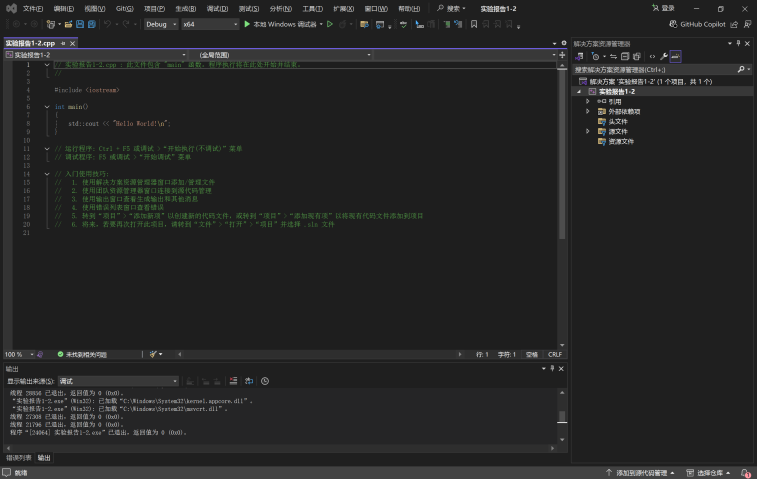 文件(F) 编辑(E) 视图(V) Git(G) 项目(P) 生成(B) 调试(D) 测试(S) 分析(N) 工具(T) 扩展(X) 窗口(W) 帮助(H) 搜索 实验报告1-2 登录
Debug x64 本地 Windows 调试器 GitHub Copilot
实验报告1-2.cpp
实验报告1-2 (全局范围)
1 // 实验报告1-2.cpp : 此文件包含 "main" 函数。程序执行将在此处开始并结束。
2 //
3
4 #include <iostream>
5
6 int main()
7 {
8 std::cout << "Hello World!\n";
9 }
10
11 // 运行程序: Ctrl + F5 或调试 >“开始执行(不调试)”菜单
12 // 调试程序: F5 或调试 >“开始调试”菜单
13
14 // 入门使用技巧:
15 // 1. 使用解决方案资源管理器窗口添加/管理文件
16 // 2. 使用团队资源管理器窗口连接到源代码管理
17 // 3. 使用输出窗口查看生成输出和其他消息
18 // 4. 使用错误列表窗口查看错误
19 // 5. 转到“项目”>“添加新项”以创建新的代码文件，或转到“项目”>“添加现有项”以将现有代码文件添加到项目
20 // 6. 将来，若要再次打开此项目，请转到“文件”>“打开”>“项目”并选择 .sln 文件
21
100 % 未找到相关问题 行: 1 字符: 1 空格 CRLF
输出
显示输出来源(S): 调试
线程 28856 已退出，返回值为 0 (0x0)。
“实验报告1-2.exe”(Win32): 已加载“C:\Windows\System32\kernel.appcore.dll”。
“实验报告1-2.exe”(Win32): 已加载“C:\Windows\System32\msvcrt.dll”。
线程 27308 已退出，返回值为 0 (0x0)。
线程 21796 已退出，返回值为 0 (0x0)。
程序“[24064] 实验报告1-2.exe”已退出，返回值为 0 (0x0)。
错误列表 输出
就绪 添加到源代码管理 选择仓库
解决方案资源管理器
搜索解决方案资源管理器(Ctrl+;)
解决方案 '实验报告1-2' (1 个项目，共 1 个)
实验报告1-2
引用
外部依赖项
头文件
源文件
资源文件